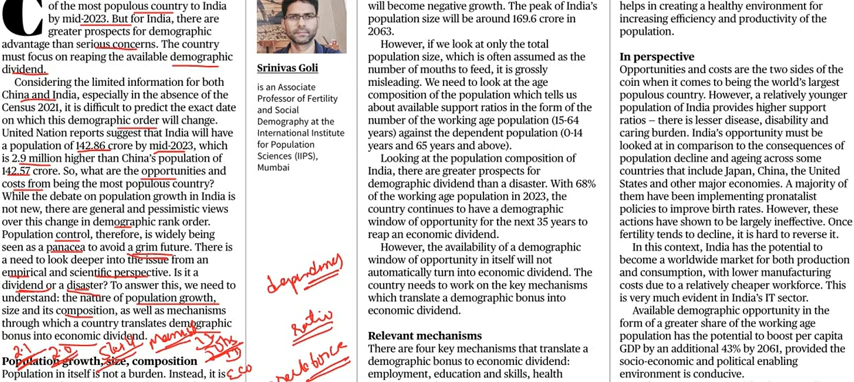 of the most populous country to India
by mid-2023. But for India, there are
greater prospects for demographic
advantage than serious concerns. The country
must focus on reaping the available demographic
dividend.
Considering the limited information for both
China and India, especially in the absence of the
Census 2021, it is difficult to predict the exact date
on which this demographic order will change.
United Nation reports suggest that India will have
a population of 142.86 crore by mid-2023, which
is 2.9 million higher than China's population of
142.57 crore. So, what are the opportunities and
costs from being the most populous country?
While the debate on population growth in India is
not new, there are general and pessimistic views
over this change in demographic rank order.
Population control, therefore, is widely being
seen as a panacea to avoid a grim future. There is
a need to look deeper into the issue from an
empirical and scientific perspective. Is it a
dividend or a disaster? To answer this, we need to
understand: the nature of population growth,
size and its composition, as well as mechanisms
through which a country translates demographic
bonus into economic dividend.
Population growth, size, composition
Population in itself is not a burden. Instead, it is
Eco
Srinivas Goli
is an Associate
Professor of Fertility
and Social
Demography at the
International Institute
for Population
Sciences (IIPS),
Mumbai
dependency
ratio
workforce
will become negative growth. The peak of India's
population size will be around 169.6 crore in
2063.
However, if we look at only the total
population size, which is often assumed as the
number of mouths to feed, it is grossly
misleading. We need to look at the age
composition of the population which tells us
about available support ratios in the form of the
number of the working age population (15-64
years) against the dependent population (0-14
years and 65 years and above).
Looking at the population composition of
India, there are greater prospects for
demographic dividend than a disaster. With 68%
of the working age population in 2023, the
country continues to have a demographic
window of opportunity for the next 35 years to
reap an economic dividend.
However, the availability of a demographic
window of opportunity in itself will not
automatically turn into economic dividend. The
country needs to work on the key mechanisms
which translate a demographic bonus into
economic dividend.
Relevant mechanisms
There are four key mechanisms that translate a
demographic bonus to economic dividend:
employment, education and skills, health
helps in creating a healthy environment for
increasing efficiency and productivity of the
population.
In perspective
Opportunities and costs are the two sides of the
coin when it comes to being the world's largest
populous country. However, a relatively younger
population of India provides higher support
ratios – there is lesser disease, disability and
caring burden. India's opportunity must be
looked at in comparison to the consequences of
population decline and ageing across some
countries that include Japan, China, the United
States and other major economies. A majority of
them have been implementing pronatalist
policies to improve birth rates. However, these
actions have shown to be largely ineffective. Once
fertility tends to decline, it is hard to reverse it.
In this context, India has the potential to
become a worldwide market for both production
and consumption, with lower manufacturing
costs due to a relatively cheaper workforce. This
is very much evident in India's IT sector.
Available demographic opportunity in the
form of a greater share of the working age
population has the potential to boost per capita
GDP by an additional 43% by 2061, provided the
socio-economic and political enabling
environment is conducive.